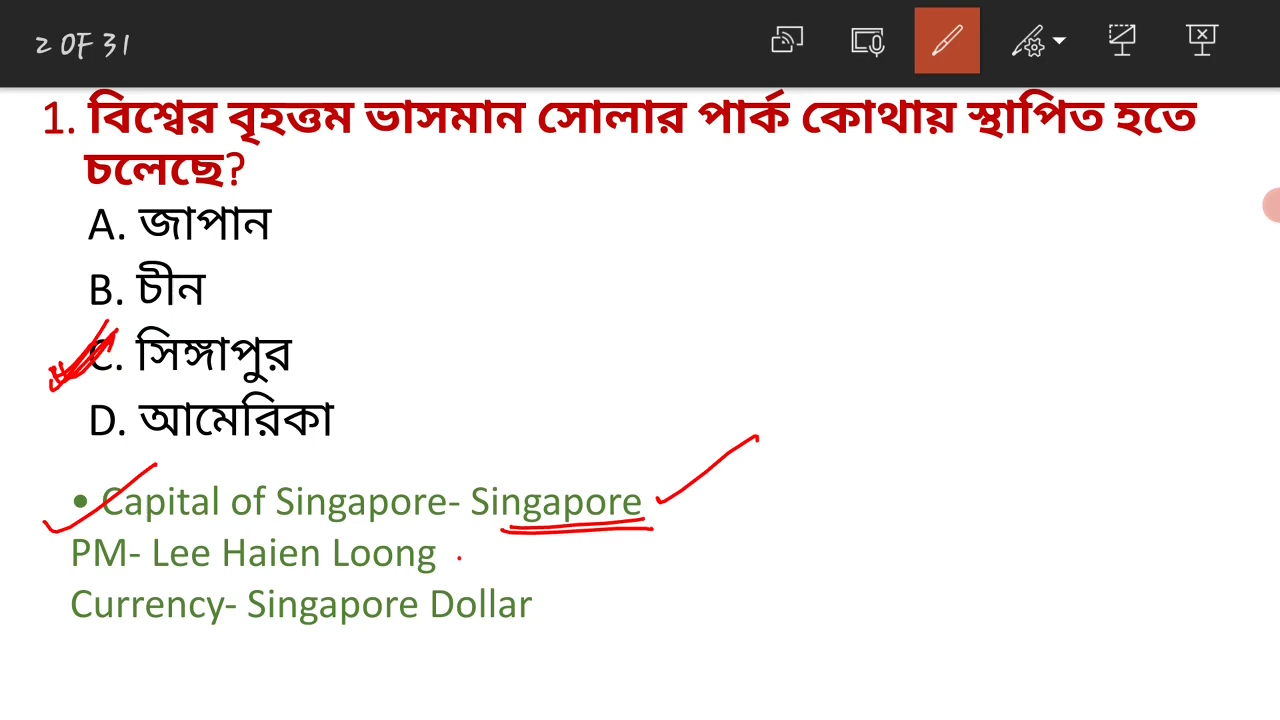 2 OF 31
1. বিশ্বের বৃহত্তম ভাসমান সোলার পার্ক কোথায় স্থাপিত হতে
চলেছে?
A. জাপান
B. চীন
C. সিঙ্গাপুর
D. আমেরিকা
• Capital of Singapore- Singapore
PM- Lee Haien Loong
Currency- Singapore Dollar